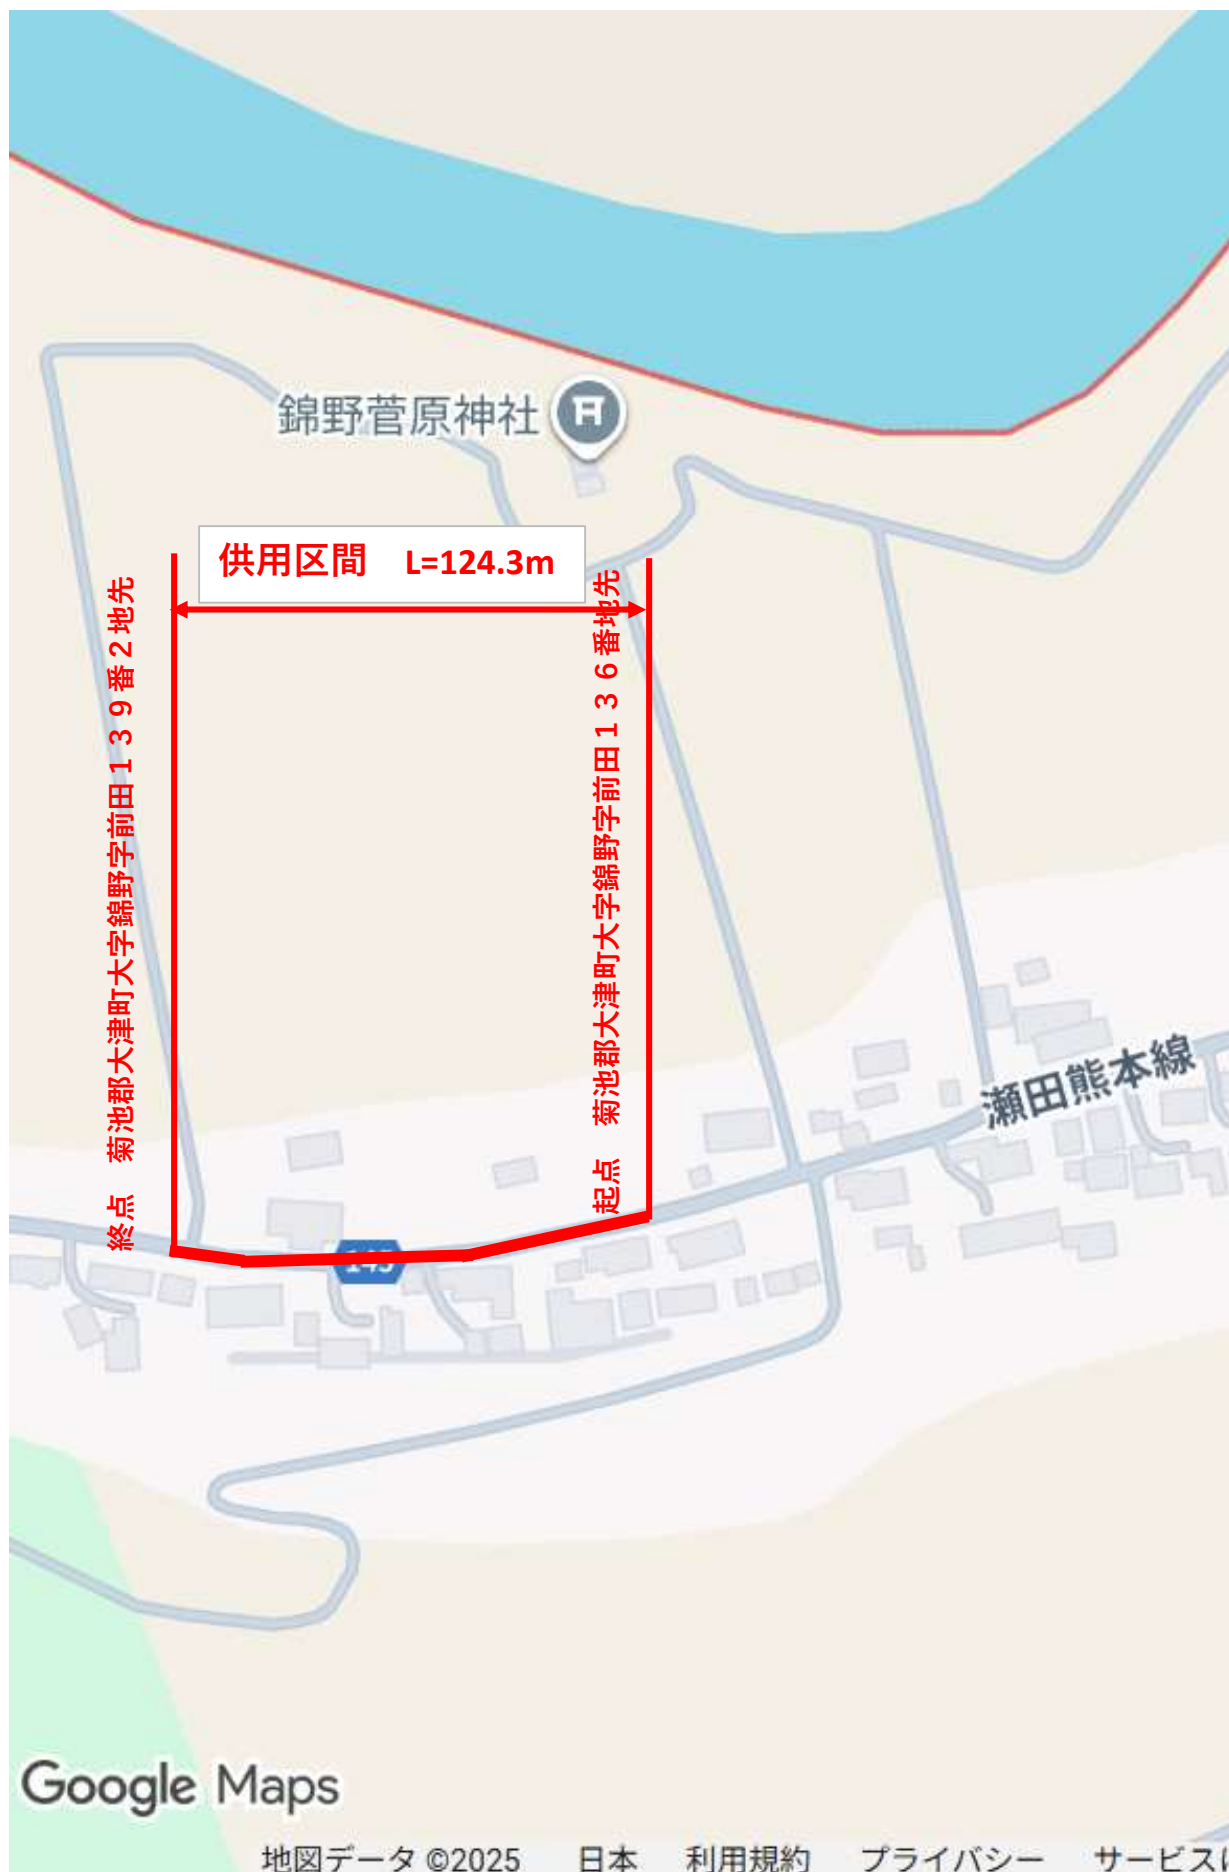 錦野菅原神社
供用区間　L=124.3m
終点　菊池郡大津町大字錦野字前田１３９番２地先
起点　菊池郡大津町大字錦野字前田１３６番地先
瀬田熊本線
145
Google Maps
地図データ ©2025　日本　利用規約　プライバシー　サービス